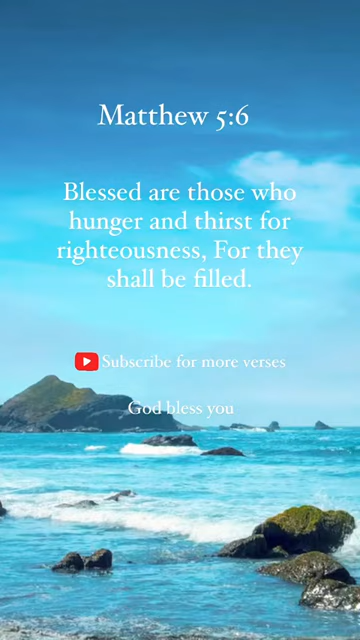 Matthew 5:6
Blessed are those who
hunger and thirst for
righteousness, For they
shall be filled.
Subscribe for more verses
God bless you